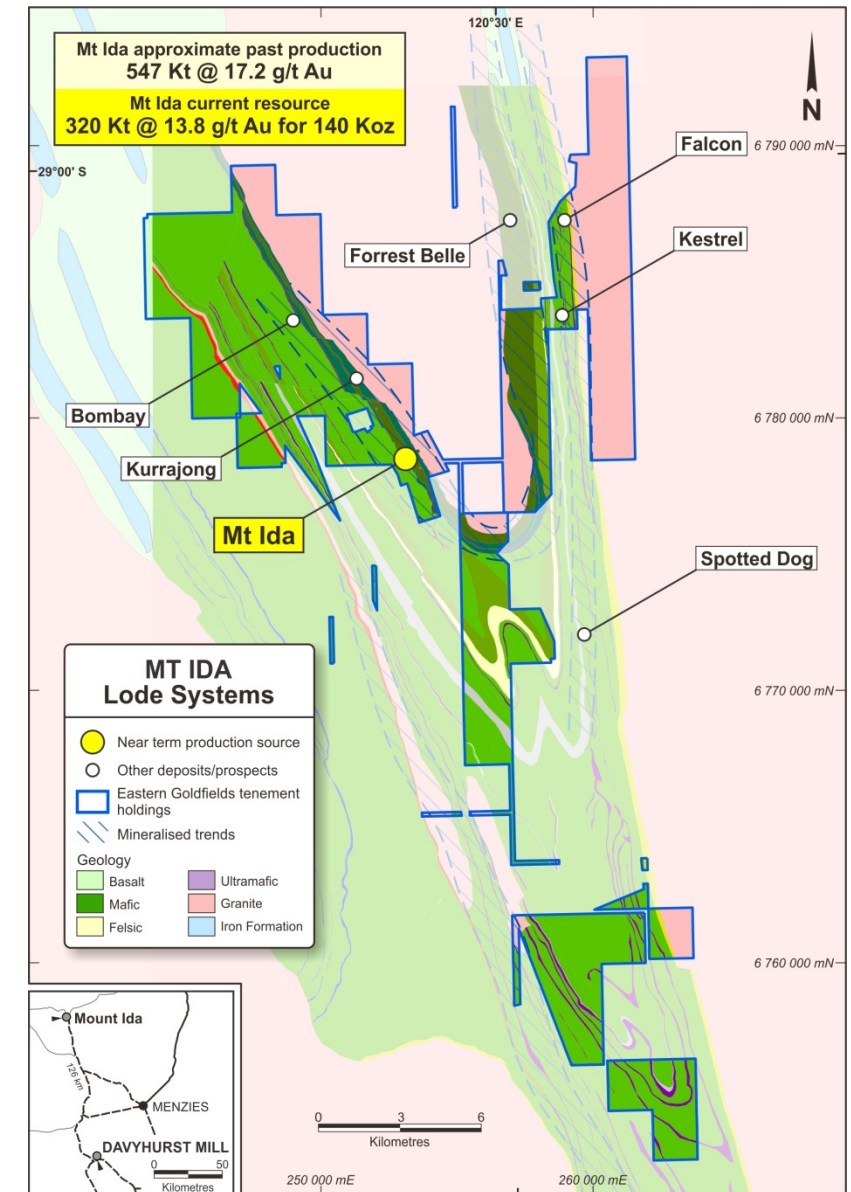 120°30' E
Mt Ida approximate past production
547 Kt @ 17.2 g/t Au
Mt Ida current resource
320 Kt @ 13.8 g/t Au for 140 Koz
N
Falcon
6 790 000 mN
29°00' S
Kestrel
Forrest Belle
Bombay
6 780 000 mN
Kurrajong
Mt Ida
Spotted Dog
MT IDA
Lode Systems
6 770 000 mN
Near term production source
Other deposits/prospects
Eastern Goldfields tenement
holdings
Mineralised trends
Geology
Basalt
Ultramafic
Mafic
Granite
Felsic
Iron Formation
6 760 000 mN
Mount Ida
126 km
MENZIES
DAVYHURST MILL
0 50
Kilometres
0 3 6
Kilometres
250 000 mE
260 000 mE